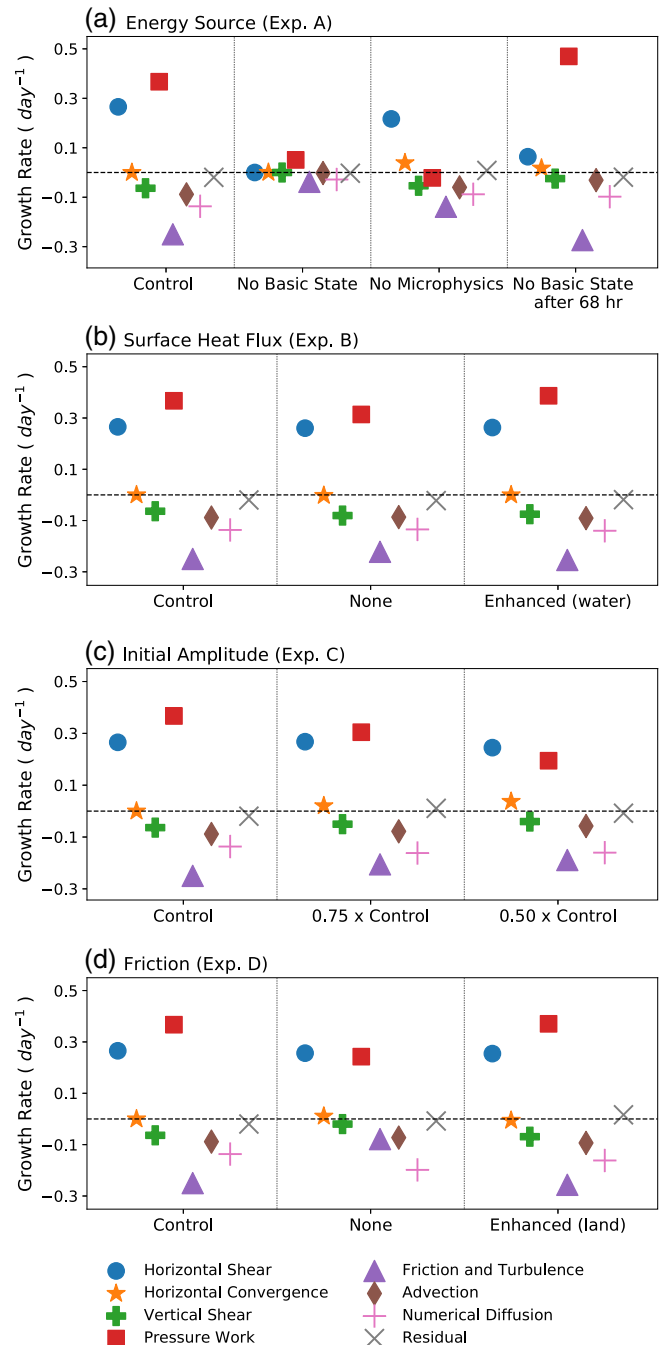 (a) Energy Source (Exp. A)
Growth Rate ( day⁻¹ )
0.5
0.3
0.1
−0.1
−0.3
Control
No Basic State
No Microphysics
No Basic State
after 68 hr
(b) Surface Heat Flux (Exp. B)
Growth Rate ( day⁻¹ )
0.5
0.3
0.1
−0.1
−0.3
Control
None
Enhanced (water)
(c) Initial Amplitude (Exp. C)
Growth Rate ( day⁻¹ )
0.5
0.3
0.1
−0.1
−0.3
Control
0.75 x Control
0.50 x Control
(d) Friction (Exp. D)
Growth Rate ( day⁻¹ )
0.5
0.3
0.1
−0.1
−0.3
Control
None
Enhanced (land)
Horizontal Shear
Horizontal Convergence
Vertical Shear
Pressure Work
Friction and Turbulence
Advection
Numerical Diffusion
Residual